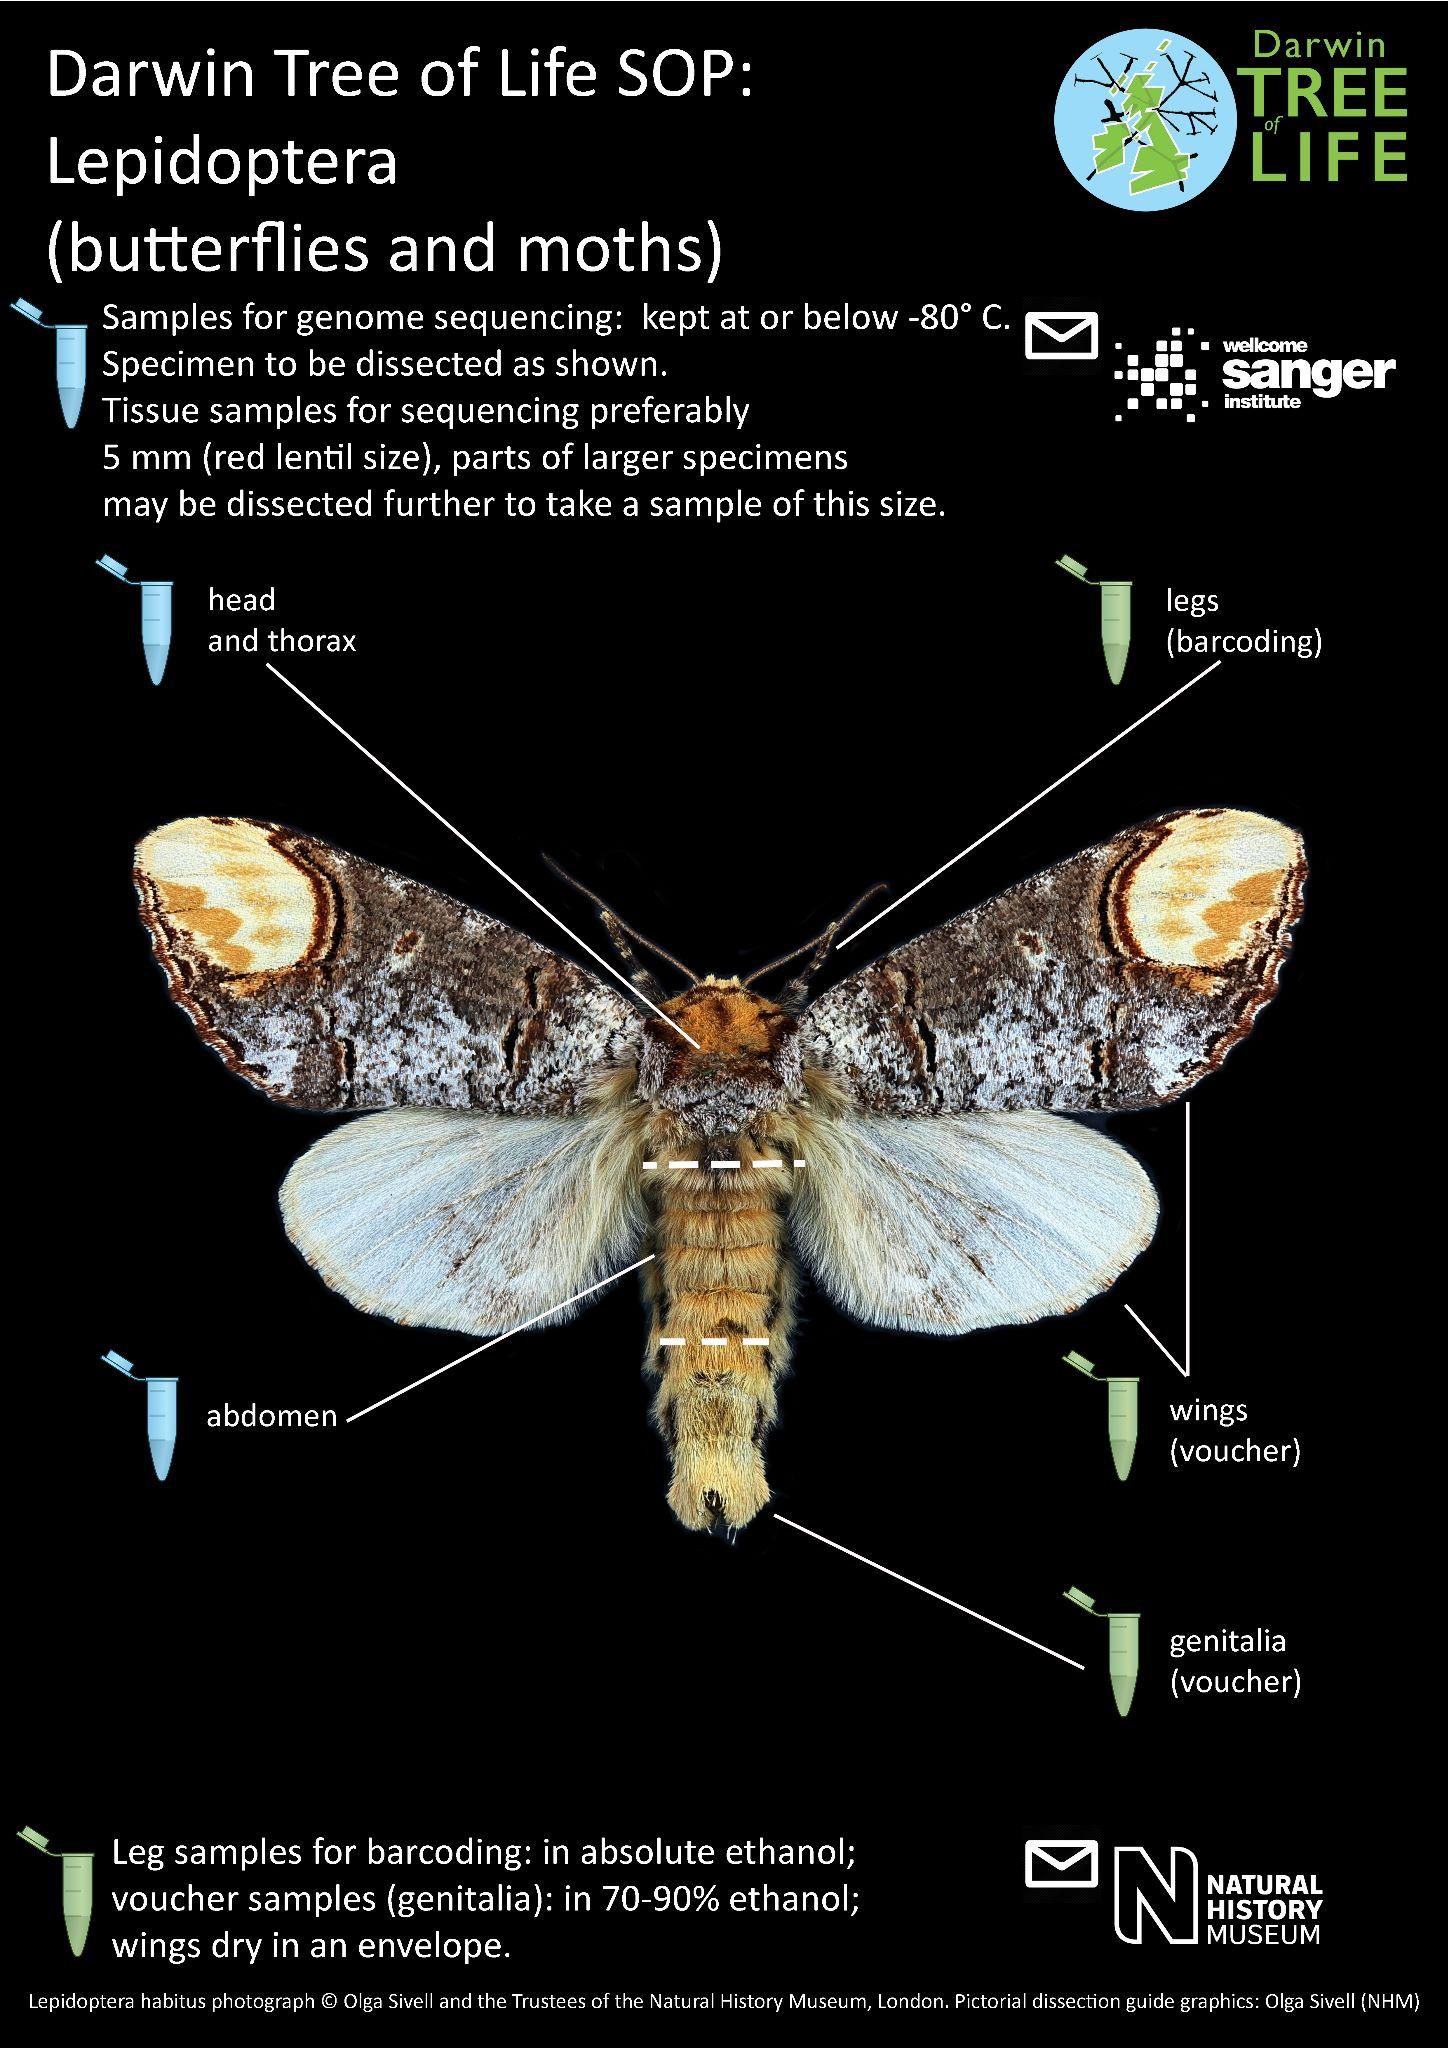 Darwin Tree of Life SOP:
Lepidoptera
(butterflies and moths)
Darwin
TREE
of
LIFE
Samples for genome sequencing:  kept at or below -80° C.
Specimen to be dissected as shown.
Tissue samples for sequencing preferably
5 mm (red lentil size), parts of larger specimens
may be dissected further to take a sample of this size.
wellcome
sanger
institute
head
and thorax
legs
(barcoding)
abdomen
wings
(voucher)
genitalia
(voucher)
Leg samples for barcoding: in absolute ethanol;
voucher samples (genitalia): in 70-90% ethanol;
wings dry in an envelope.
N
NATURAL
HISTORY
MUSEUM
Lepidoptera habitus photograph © Olga Sivell and the Trustees of the Natural History Museum, London. Pictorial dissection guide graphics: Olga Sivell (NHM)